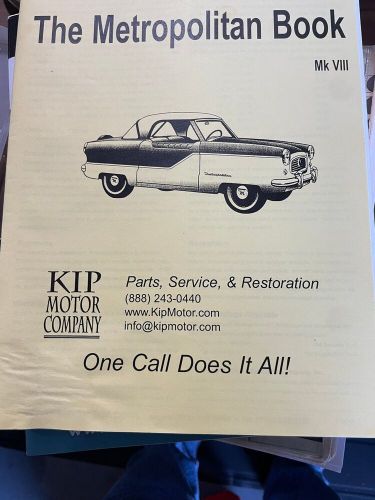 The Metropolitan Book
Mk VIII
Metropolitan
KIP
MOTOR
COMPANY
Parts, Service, & Restoration
(888) 243-0440
www.KipMotor.com
info@kipmotor.com
One Call Does It All!